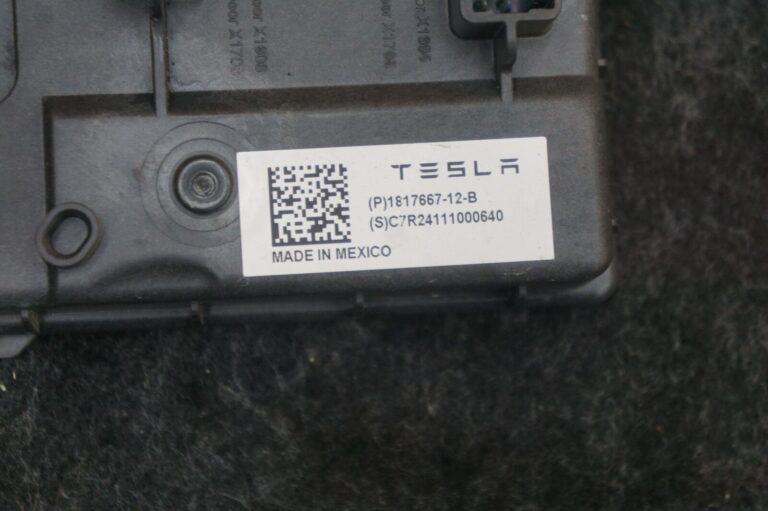 TESLA
(P)1817667-12-B
(S)C7R24111000640
MADE IN MEXICO